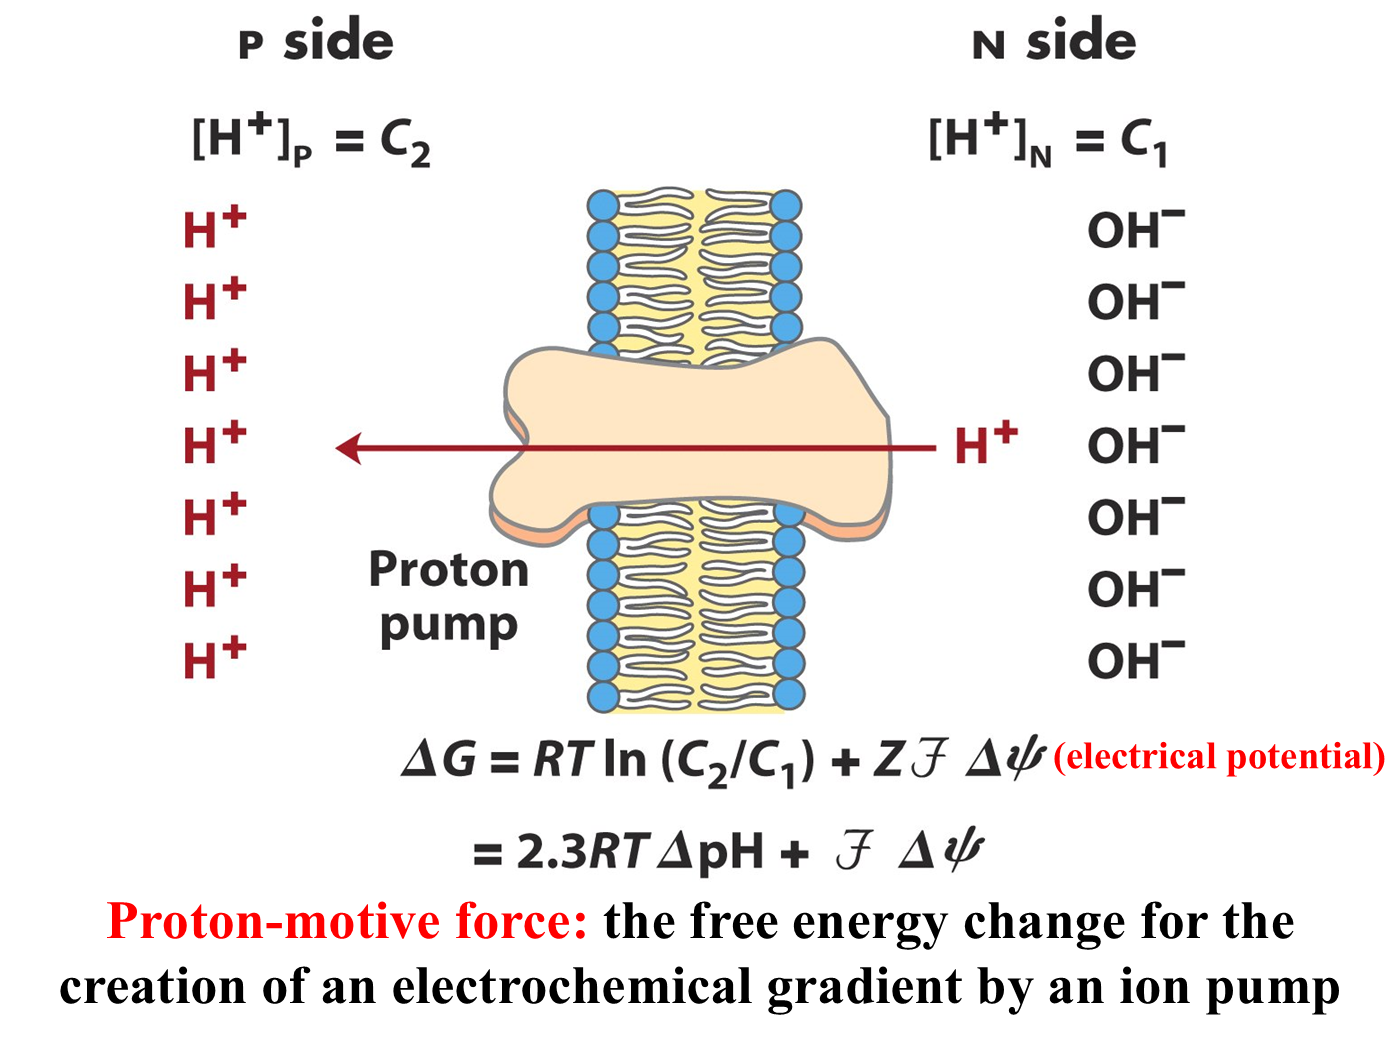 P side
N side
[H⁺]ₚ = C₂
[H⁺]ɴ = C₁
H⁺
H⁺
H⁺
H⁺
H⁺
H⁺
H⁺
H⁺
OH⁻
OH⁻
OH⁻
OH⁻
OH⁻
OH⁻
OH⁻
Proton
pump
ΔG = RT ln (C₂/C₁) + Zℱ Δψ (electrical potential)
= 2.3RT ΔpH + ℱ Δψ
Proton-motive force: the free energy change for the
creation of an electrochemical gradient by an ion pump